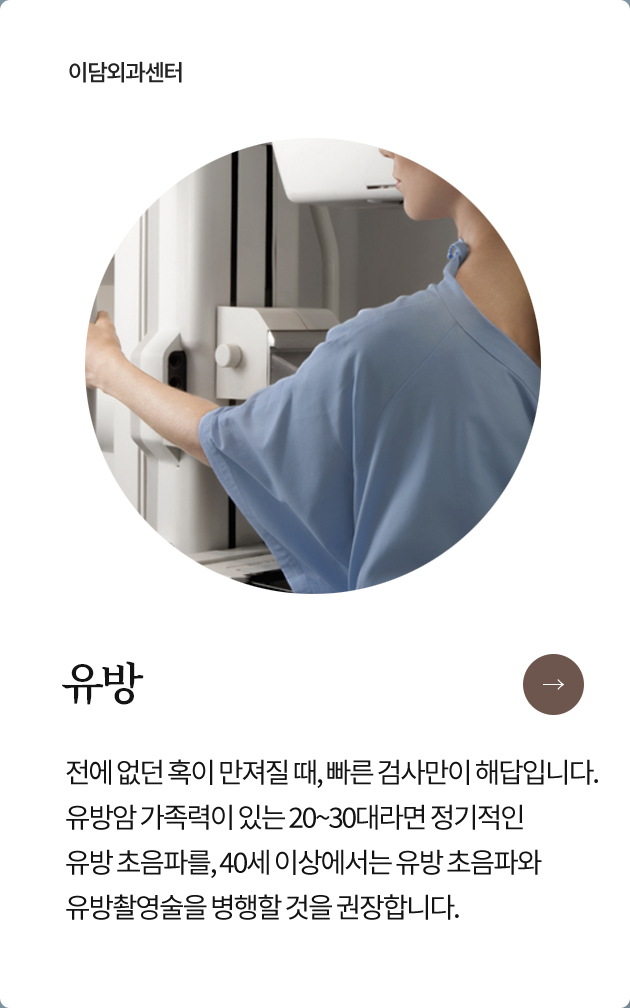 이담외과센터
유방
전에 없던 혹이 만져질 때, 빠른 검사만이 해답입니다.
유방암 가족력이 있는 20~30대라면 정기적인
유방 초음파를, 40세 이상에서는 유방 초음파와
유방촬영술을 병행할 것을 권장합니다.